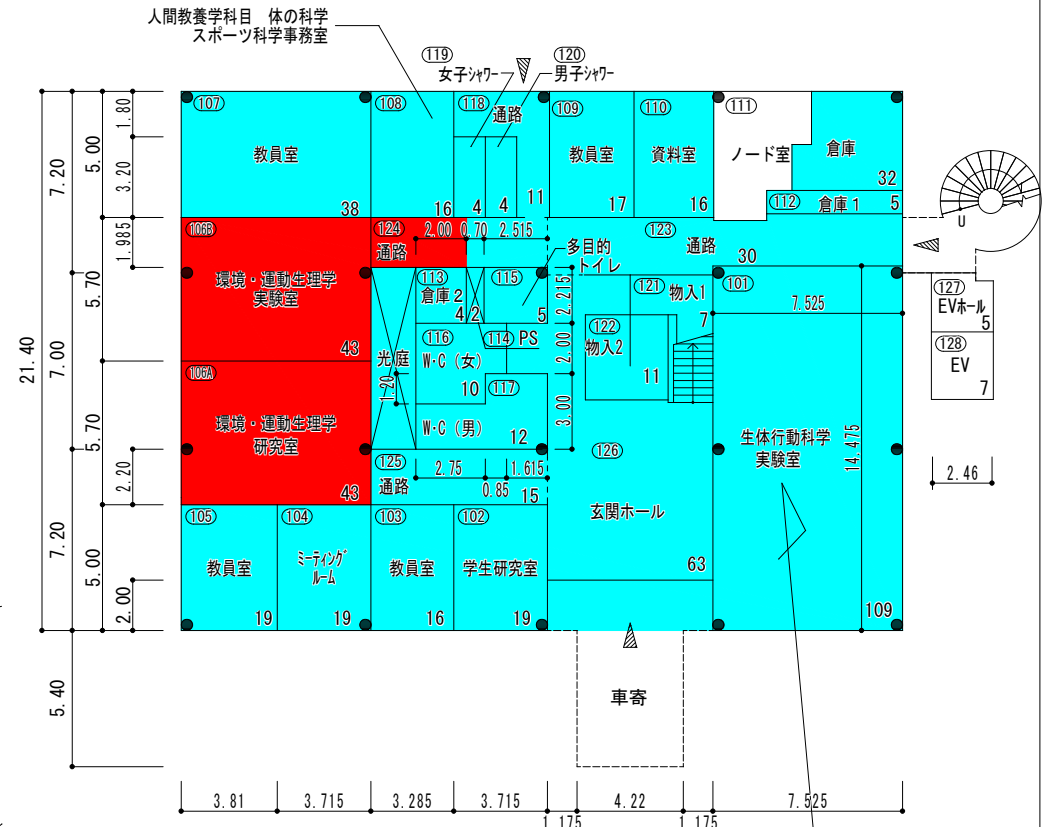 人間教養学科目 体の科学
スポーツ科学事務室
119
女子シャワー
120
男子シャワー
107
教員室
38
108
16
118
通路
11
4
4
109
教員室
17
110
資料室
16
111
ノード室
倉庫
32
112
倉庫1
5
U
106B
環境・運動生理学
実験室
43
124
通路
2.00
0.70
2.515
123
通路
30
多目的
トイレ
113
倉庫2
4
2
115
5
2.215
121
物入1
7
101
7.525
127
EVホール
5
128
EV
7
2.46
106A
環境・運動生理学
研究室
43
光庭
1.20
116
W・C(女)
10
114
PS
117
W・C(男)
12
2.00
3.00
122
物入2
11
126
玄関ホール
63
生体行動科学
実験室
14.475
109
125
通路
2.75
0.85
1.615
15
105
教員室
19
104
ミーティング
ルーム
19
103
教員室
16
102
学生研究室
19
車寄
21.40
7.20
7.00
7.20
5.40
5.00
5.70
5.70
5.00
1.80
3.20
1.985
2.20
2.00
3.81
3.715
3.285
3.715
1.175
4.22
1.175
7.525